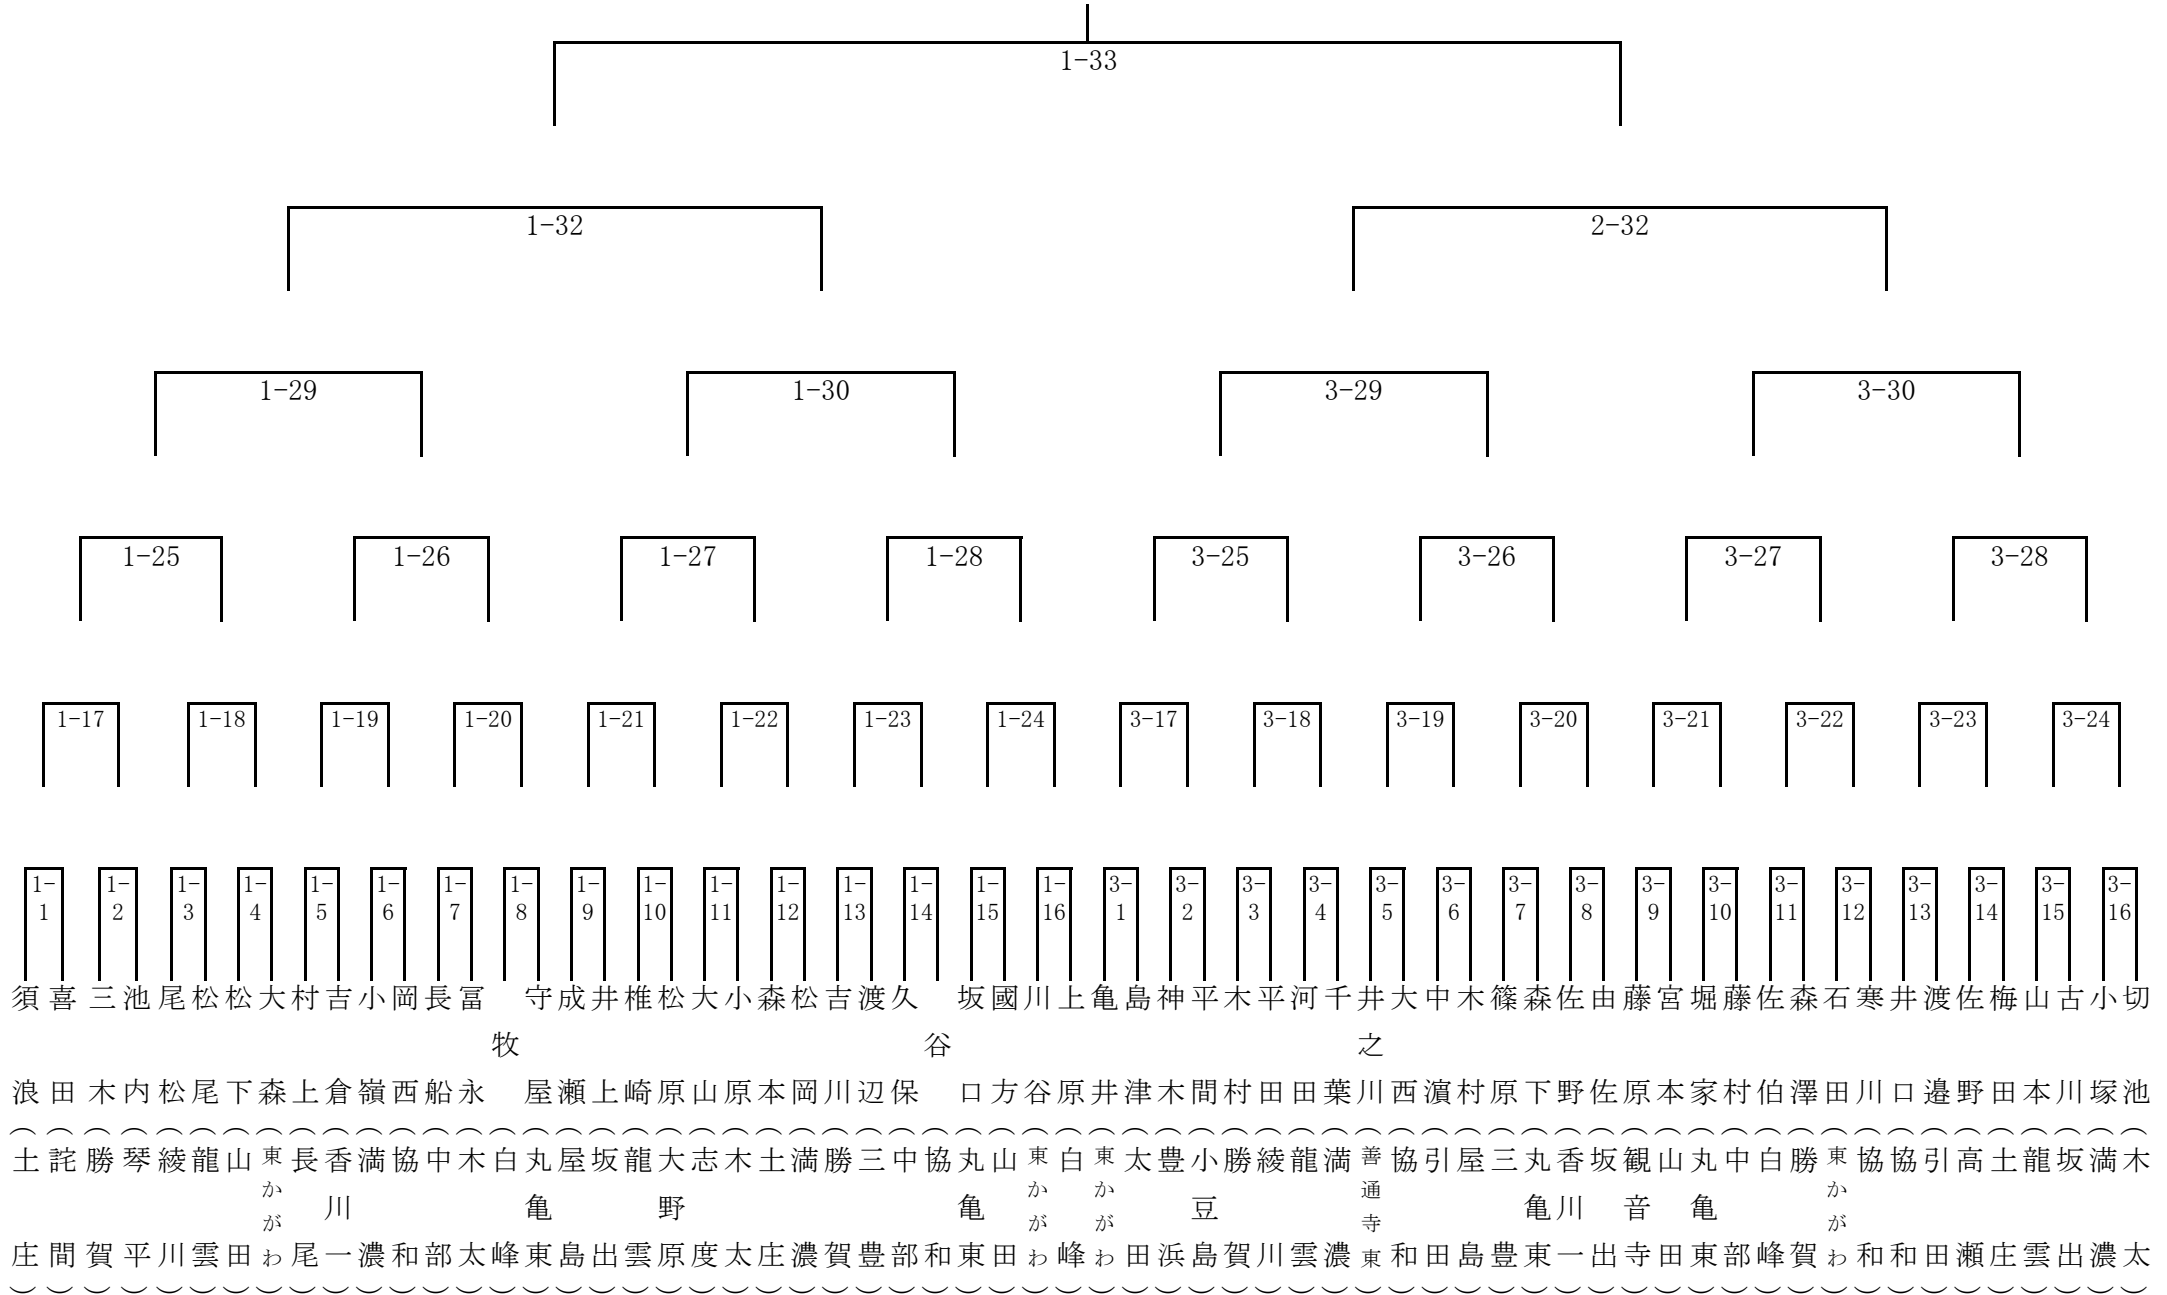 1-33
1-32
2-32
1-29
1-30
3-29
3-30
1-25
1-26
1-27
1-28
3-25
3-26
3-27
3-28
1-17
1-18
1-19
1-20
1-21
1-22
1-23
1-24
3-17
3-18
3-19
3-20
3-21
3-22
3-23
3-24
1-1
1-2
1-3
1-4
1-5
1-6
1-7
1-8
1-9
1-10
1-11
1-12
1-13
1-14
1-15
1-16
3-1
3-2
3-3
3-4
3-5
3-6
3-7
3-8
3-9
3-10
3-11
3-12
3-13
3-14
3-15
3-16
須浪(土庄)
喜田(詫間)
三木(勝賀)
池内(琴平)
尾松(綾川)
松尾(龍雲)
松下(山田)
大森(東かがわ)
村上(長尾)
吉倉(香川一)
小嶺(満濃)
岡西(協和)
長船(中部)
冨永(木太)
牧(白峰)
守屋(丸亀東)
成瀬(屋島)
井上(坂出)
椎崎(龍雲)
松原(大野原)
大山(志度)
小原(木太)
森本(土庄)
松岡(満濃)
吉川(勝賀)
渡辺(三豊)
久保(中部)
谷(協和)
坂口(丸亀東)
國方(山田)
川谷(東かがわ)
上原(白峰)
亀井(東かがわ)
島津(太田)
神木(豊浜)
平間(小豆島)
木村(勝賀)
平田(綾川)
河田(龍雲)
千葉(満濃)
井之川(善通寺東)
大西(協和)
中濵(引田)
木村(屋島)
篠原(三豊)
森下(丸亀東)
佐野(香川一)
由佐(坂出)
藤原(観音寺)
宮本(山田)
堀家(丸亀東)
藤村(中部)
佐伯(白峰)
森澤(勝賀)
石田(東かがわ)
寒川(協和)
井口(協和)
渡邉(引田)
佐野(高瀬)
梅田(土庄)
山本(龍雲)
古川(坂出)
小塚(満濃)
切池(木太)